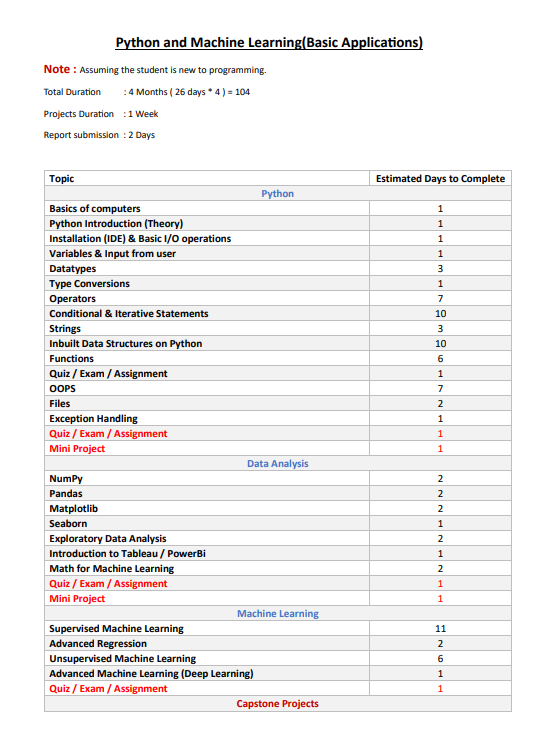 Python and Machine Learning(Basic Applications)
Note : Assuming the student is new to programming.
Total Duration : 4 Months ( 26 days * 4 ) = 104
Projects Duration : 1 Week
Report submission : 2 Days
Topic Estimated Days to Complete
Python
Basics of computers 1
Python Introduction (Theory) 1
Installation (IDE) & Basic I/O operations 1
Variables & Input from user 1
Datatypes 3
Type Conversions 1
Operators 7
Conditional & Iterative Statements 10
Strings 3
Inbuilt Data Structures on Python 10
Functions 6
Quiz / Exam / Assignment 1
OOPS 7
Files 2
Exception Handling 1
Quiz / Exam / Assignment 1
Mini Project 1
Data Analysis
NumPy 2
Pandas 2
Matplotlib 2
Seaborn 1
Exploratory Data Analysis 2
Introduction to Tableau / PowerBi 1
Math for Machine Learning 2
Quiz / Exam / Assignment 1
Mini Project 1
Machine Learning
Supervised Machine Learning 11
Advanced Regression 2
Unsupervised Machine Learning 6
Advanced Machine Learning (Deep Learning) 1
Quiz / Exam / Assignment 1
Capstone Projects